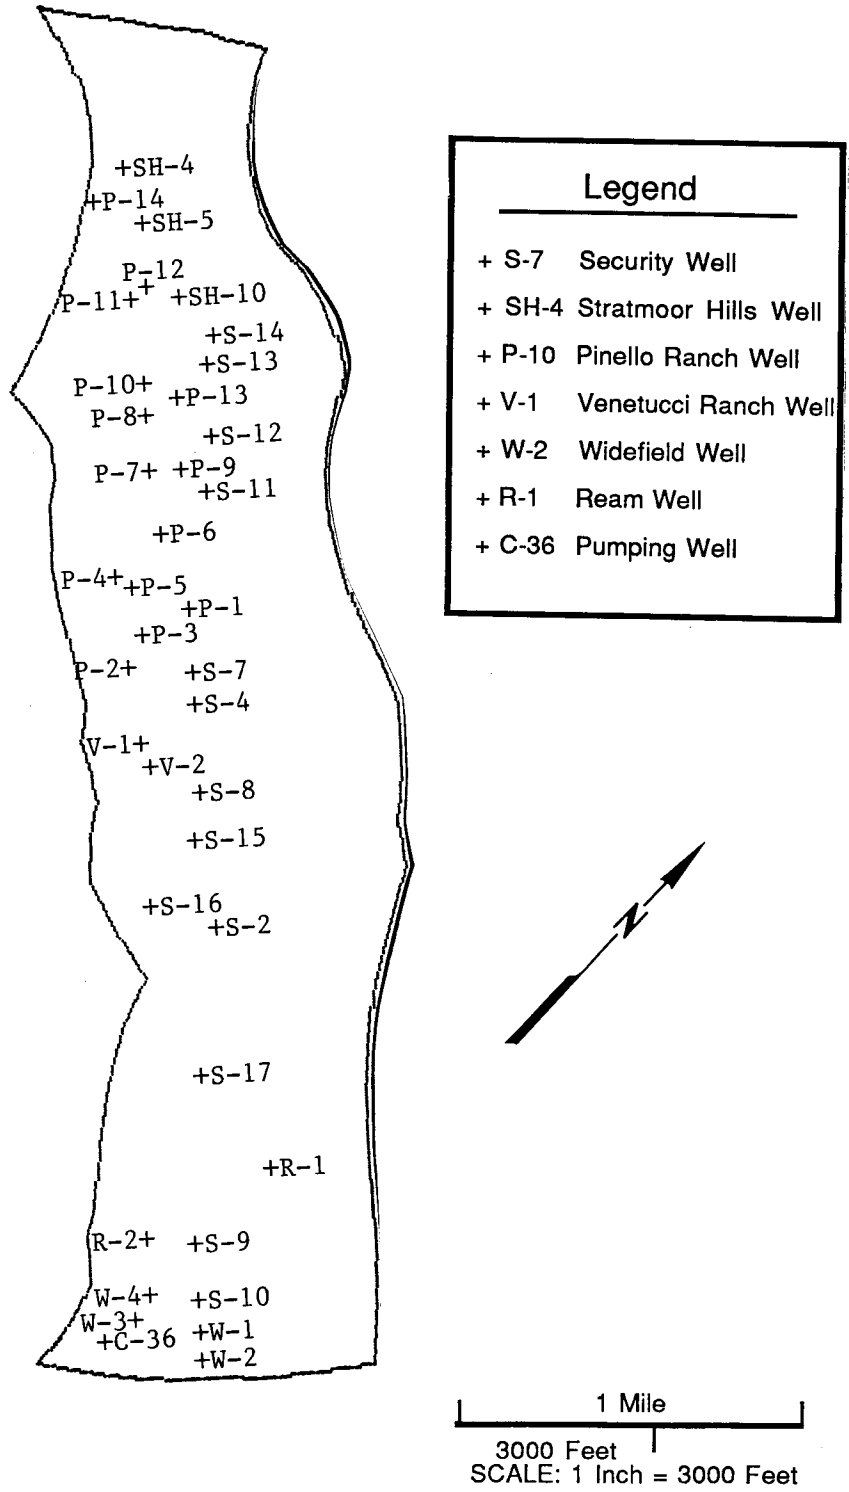 +SH-4
+P-14
+SH-5
P-12
+
P-11+
+SH-10
+S-14
+S-13
P-10+
+P-13
P-8+
+S-12
P-7+
+P-9
+S-11
+P-6
P-4+
+P-5
+P-1
+P-3
P-2+
+S-7
+S-4
V-1+
+V-2
+S-8
+S-15
+S-16
+S-2
+S-17
+R-1
R-2+
+S-9
W-4+
+S-10
W-3+
+C-36
+W-1
+W-2
Legend
+ S-7 Security Well
+ SH-4 Stratmoor Hills Well
+ P-10 Pinello Ranch Well
+ V-1 Venetucci Ranch Well
+ W-2 Widefield Well
+ R-1 Ream Well
+ C-36 Pumping Well
N
1 Mile
3000 Feet
SCALE: 1 Inch = 3000 Feet